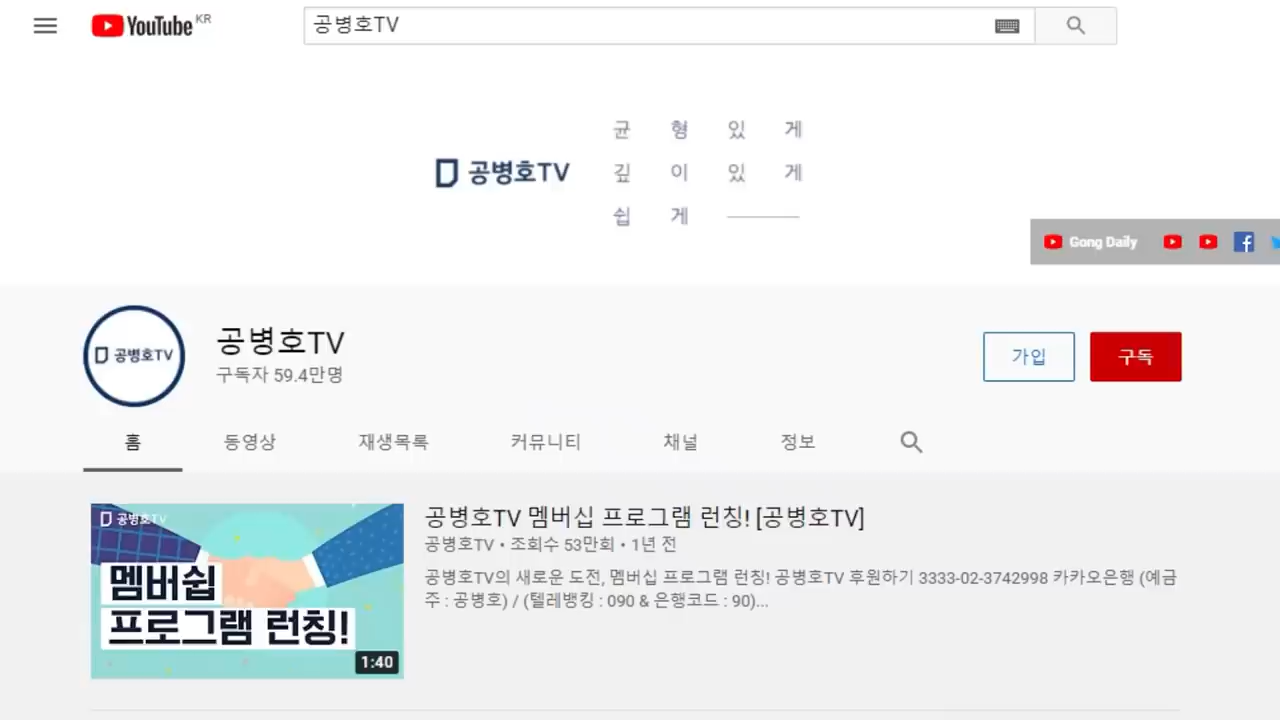 YouTube KR
공병호TV
균 형 있 게
공병호TV
깊 이 있 게
쉽 게
Gong Daily
공병호TV
공병호TV
구독자 59.4만명
가입
구독
홈
동영상
재생목록
커뮤니티
채널
정보
공병호TV
멤버쉽
프로그램 런칭!
1:40
공병호TV 멤버십 프로그램 런칭! [공병호TV]
공병호TV • 조회수 53만회 • 1년 전
공병호TV의 새로운 도전, 멤버십 프로그램 런칭! 공병호TV 후원하기 3333-02-3742998 카카오은행 (예금
주 : 공병호) / (텔레뱅킹 : 090 & 은행코드 : 90)...